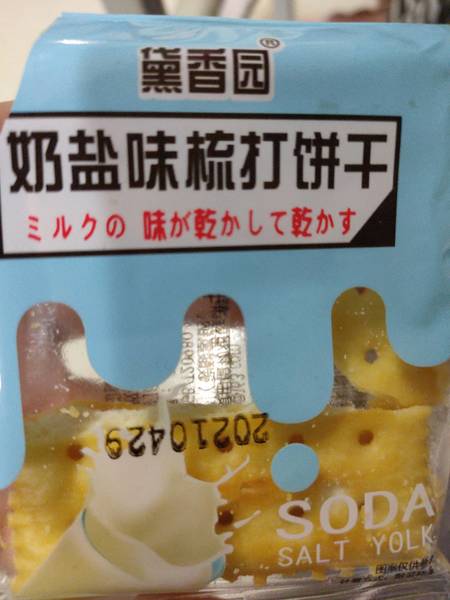 黛香园®
奶盐味梳打饼干
ミルクの 味が乾かして乾かす
20210429
SODA
SALT YOLK